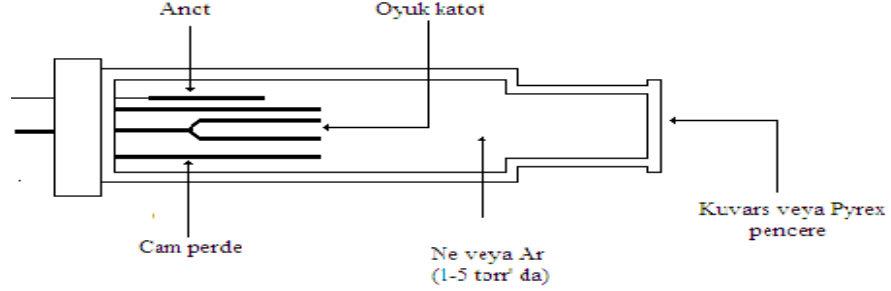 Anot
Oyuk katot
Kuvars veya Pyrex
pencere
Cam perde
Ne veya Ar
(1-5 torr' da)